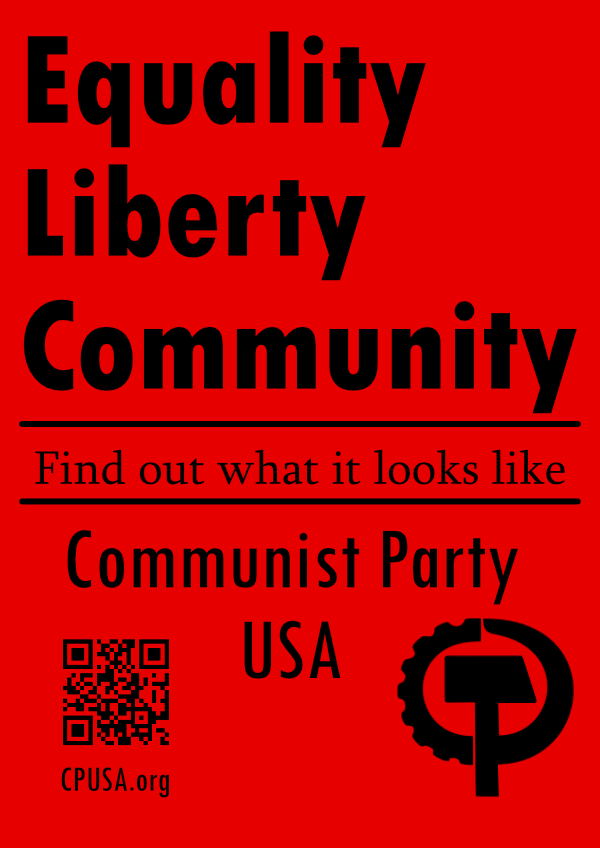 Equality
Liberty
Community
Find out what it looks like
Communist Party
USA
CPUSA.org